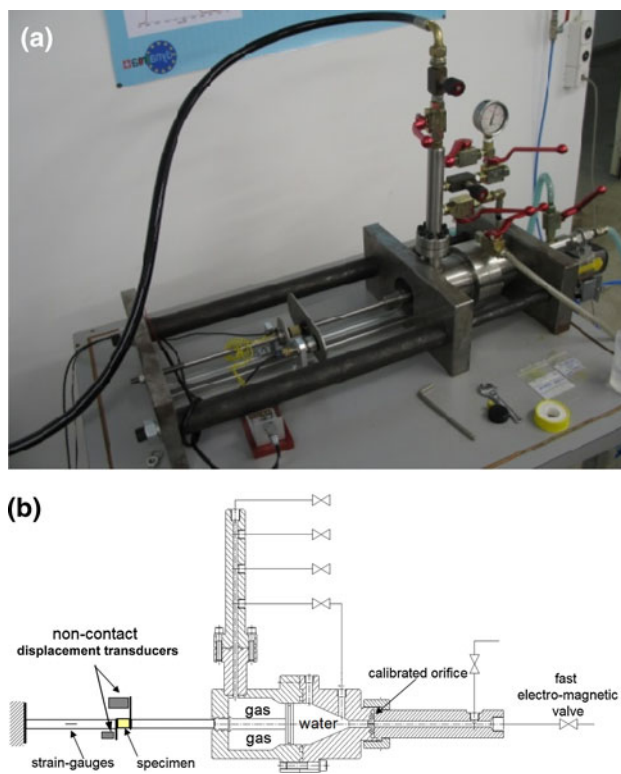 (a)
(b)
non-contact
displacement transducers
calibrated orifice
fast
electro-magnetic
valve
gas
water
gas
strain-gauges
specimen